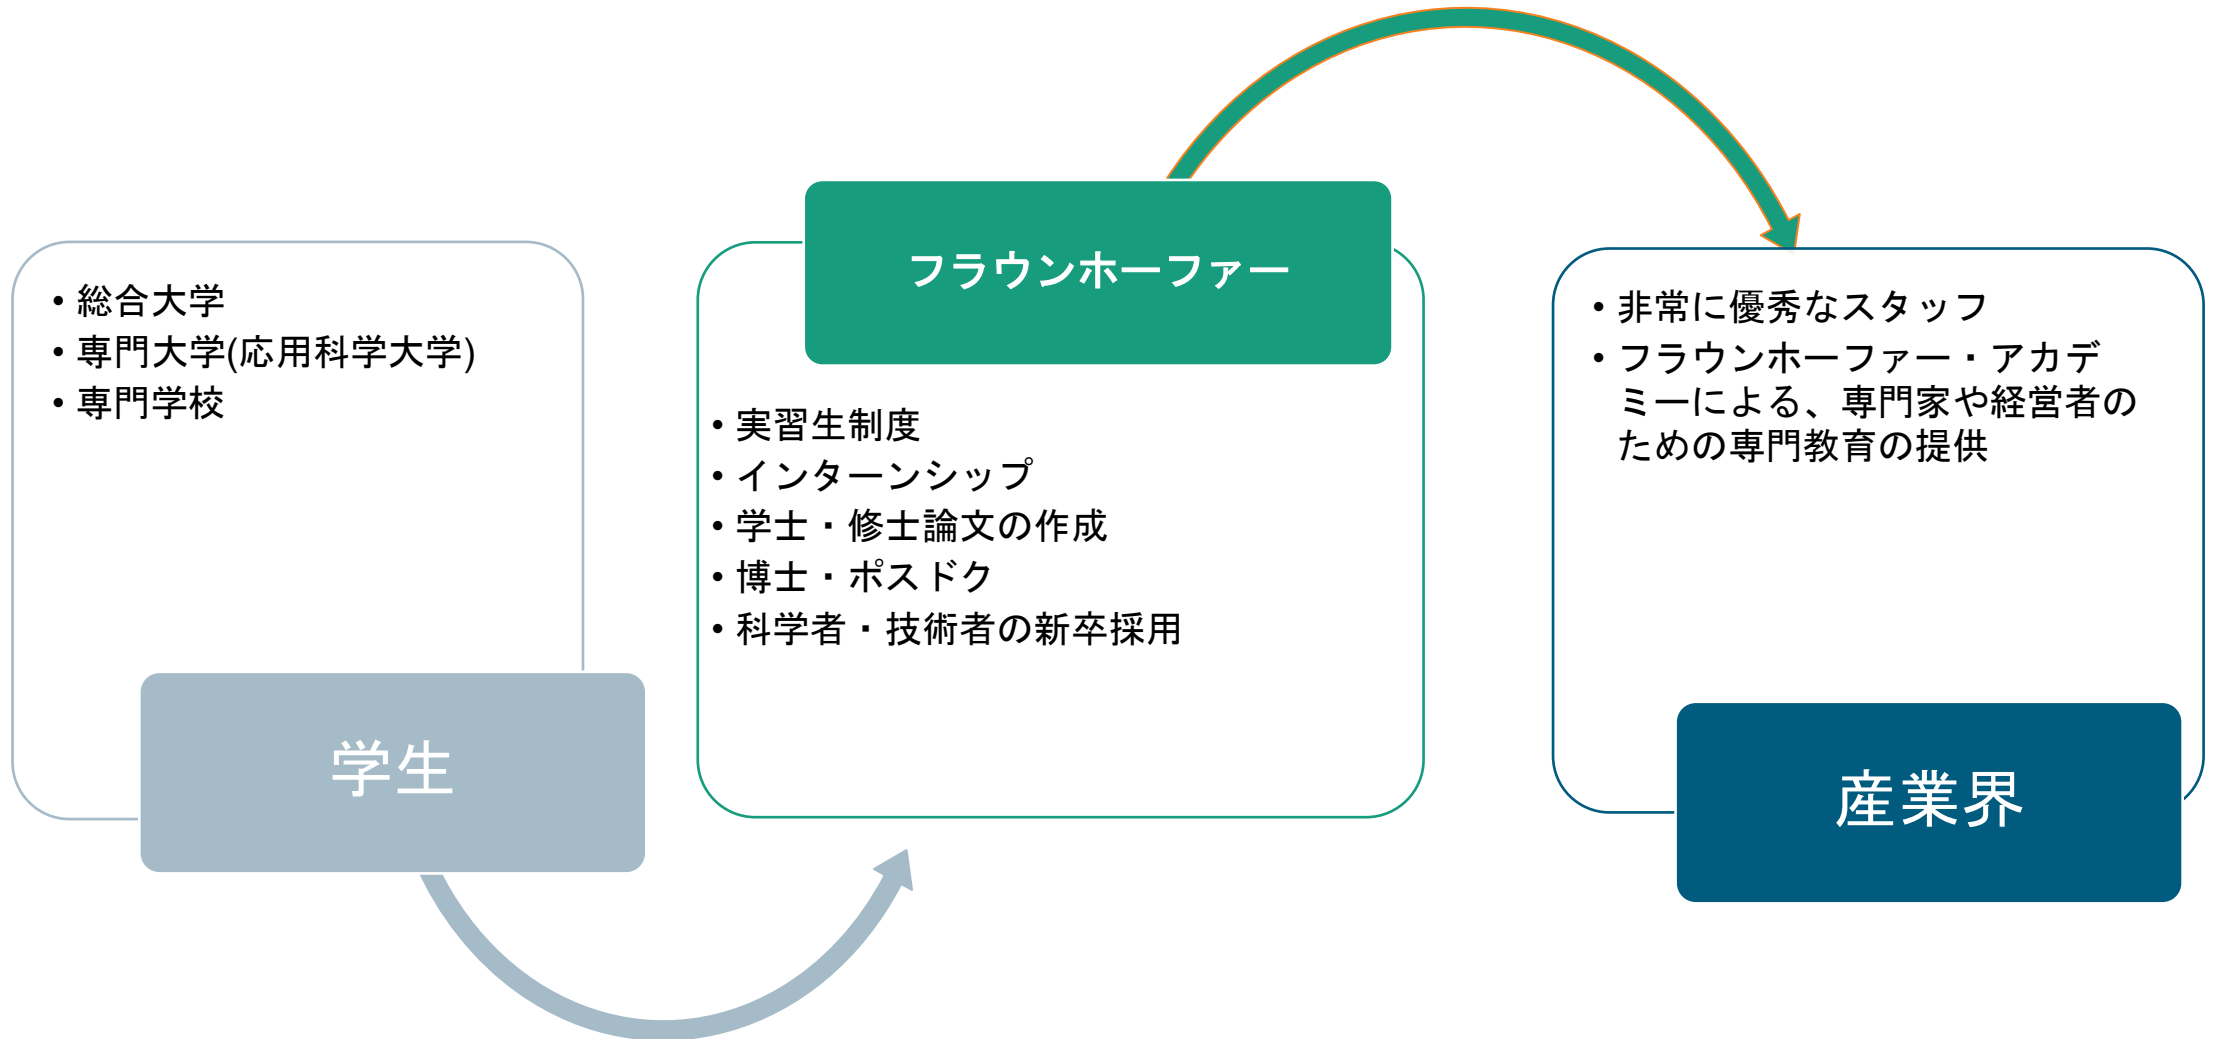 • 総合大学
• 専門大学(応用科学大学)
• 専門学校
学生
フラウンホーファー
• 実習生制度
• インターンシップ
• 学士・修士論文の作成
• 博士・ポスドク
• 科学者・技術者の新卒採用
• 非常に優秀なスタッフ
• フラウンホーファー・アカデ
ミーによる、専門家や経営者の
ための専門教育の提供
産業界